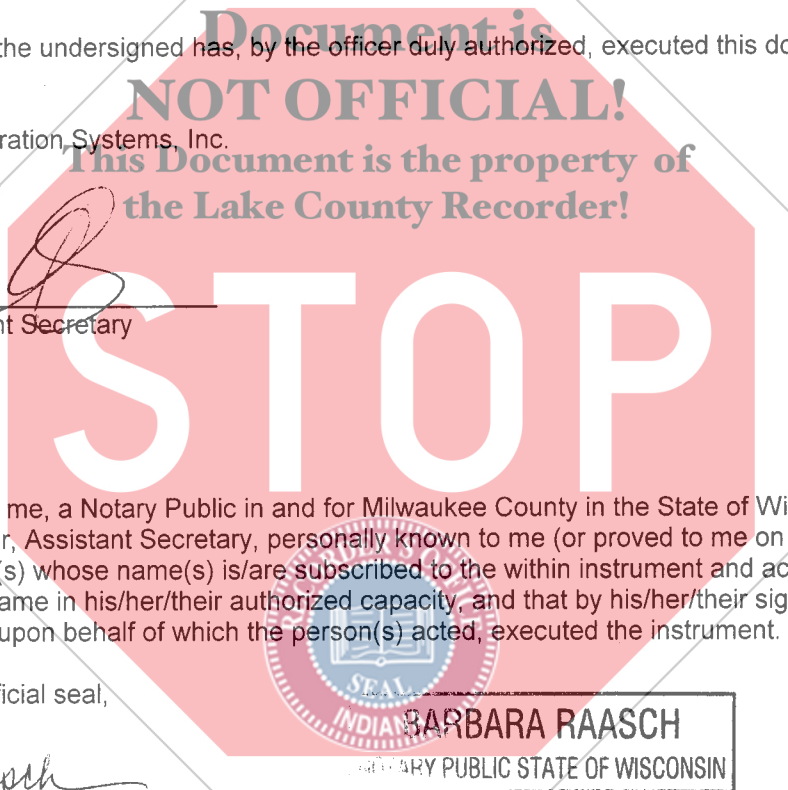 Document is
the undersigned has, by the officer duly authorized, executed this do
NOT OFFICIAL!
ration Systems, Inc.
This Document is the property of
the Lake County Recorder!
nt Secretary
STOP
me, a Notary Public in and for Milwaukee County in the State of Wi
r, Assistant Secretary, personally known to me (or proved to me on
(s) whose name(s) is/are subscribed to the within instrument and ac
ame in his/her/their authorized capacity, and that by his/her/their sig
upon behalf of which the person(s) acted, executed the instrument.
RECORDER'S OFFICE
SEAL
INDIANA
ficial seal,
BARBARA RAASCH
NOTARY PUBLIC STATE OF WISCONSIN
sch